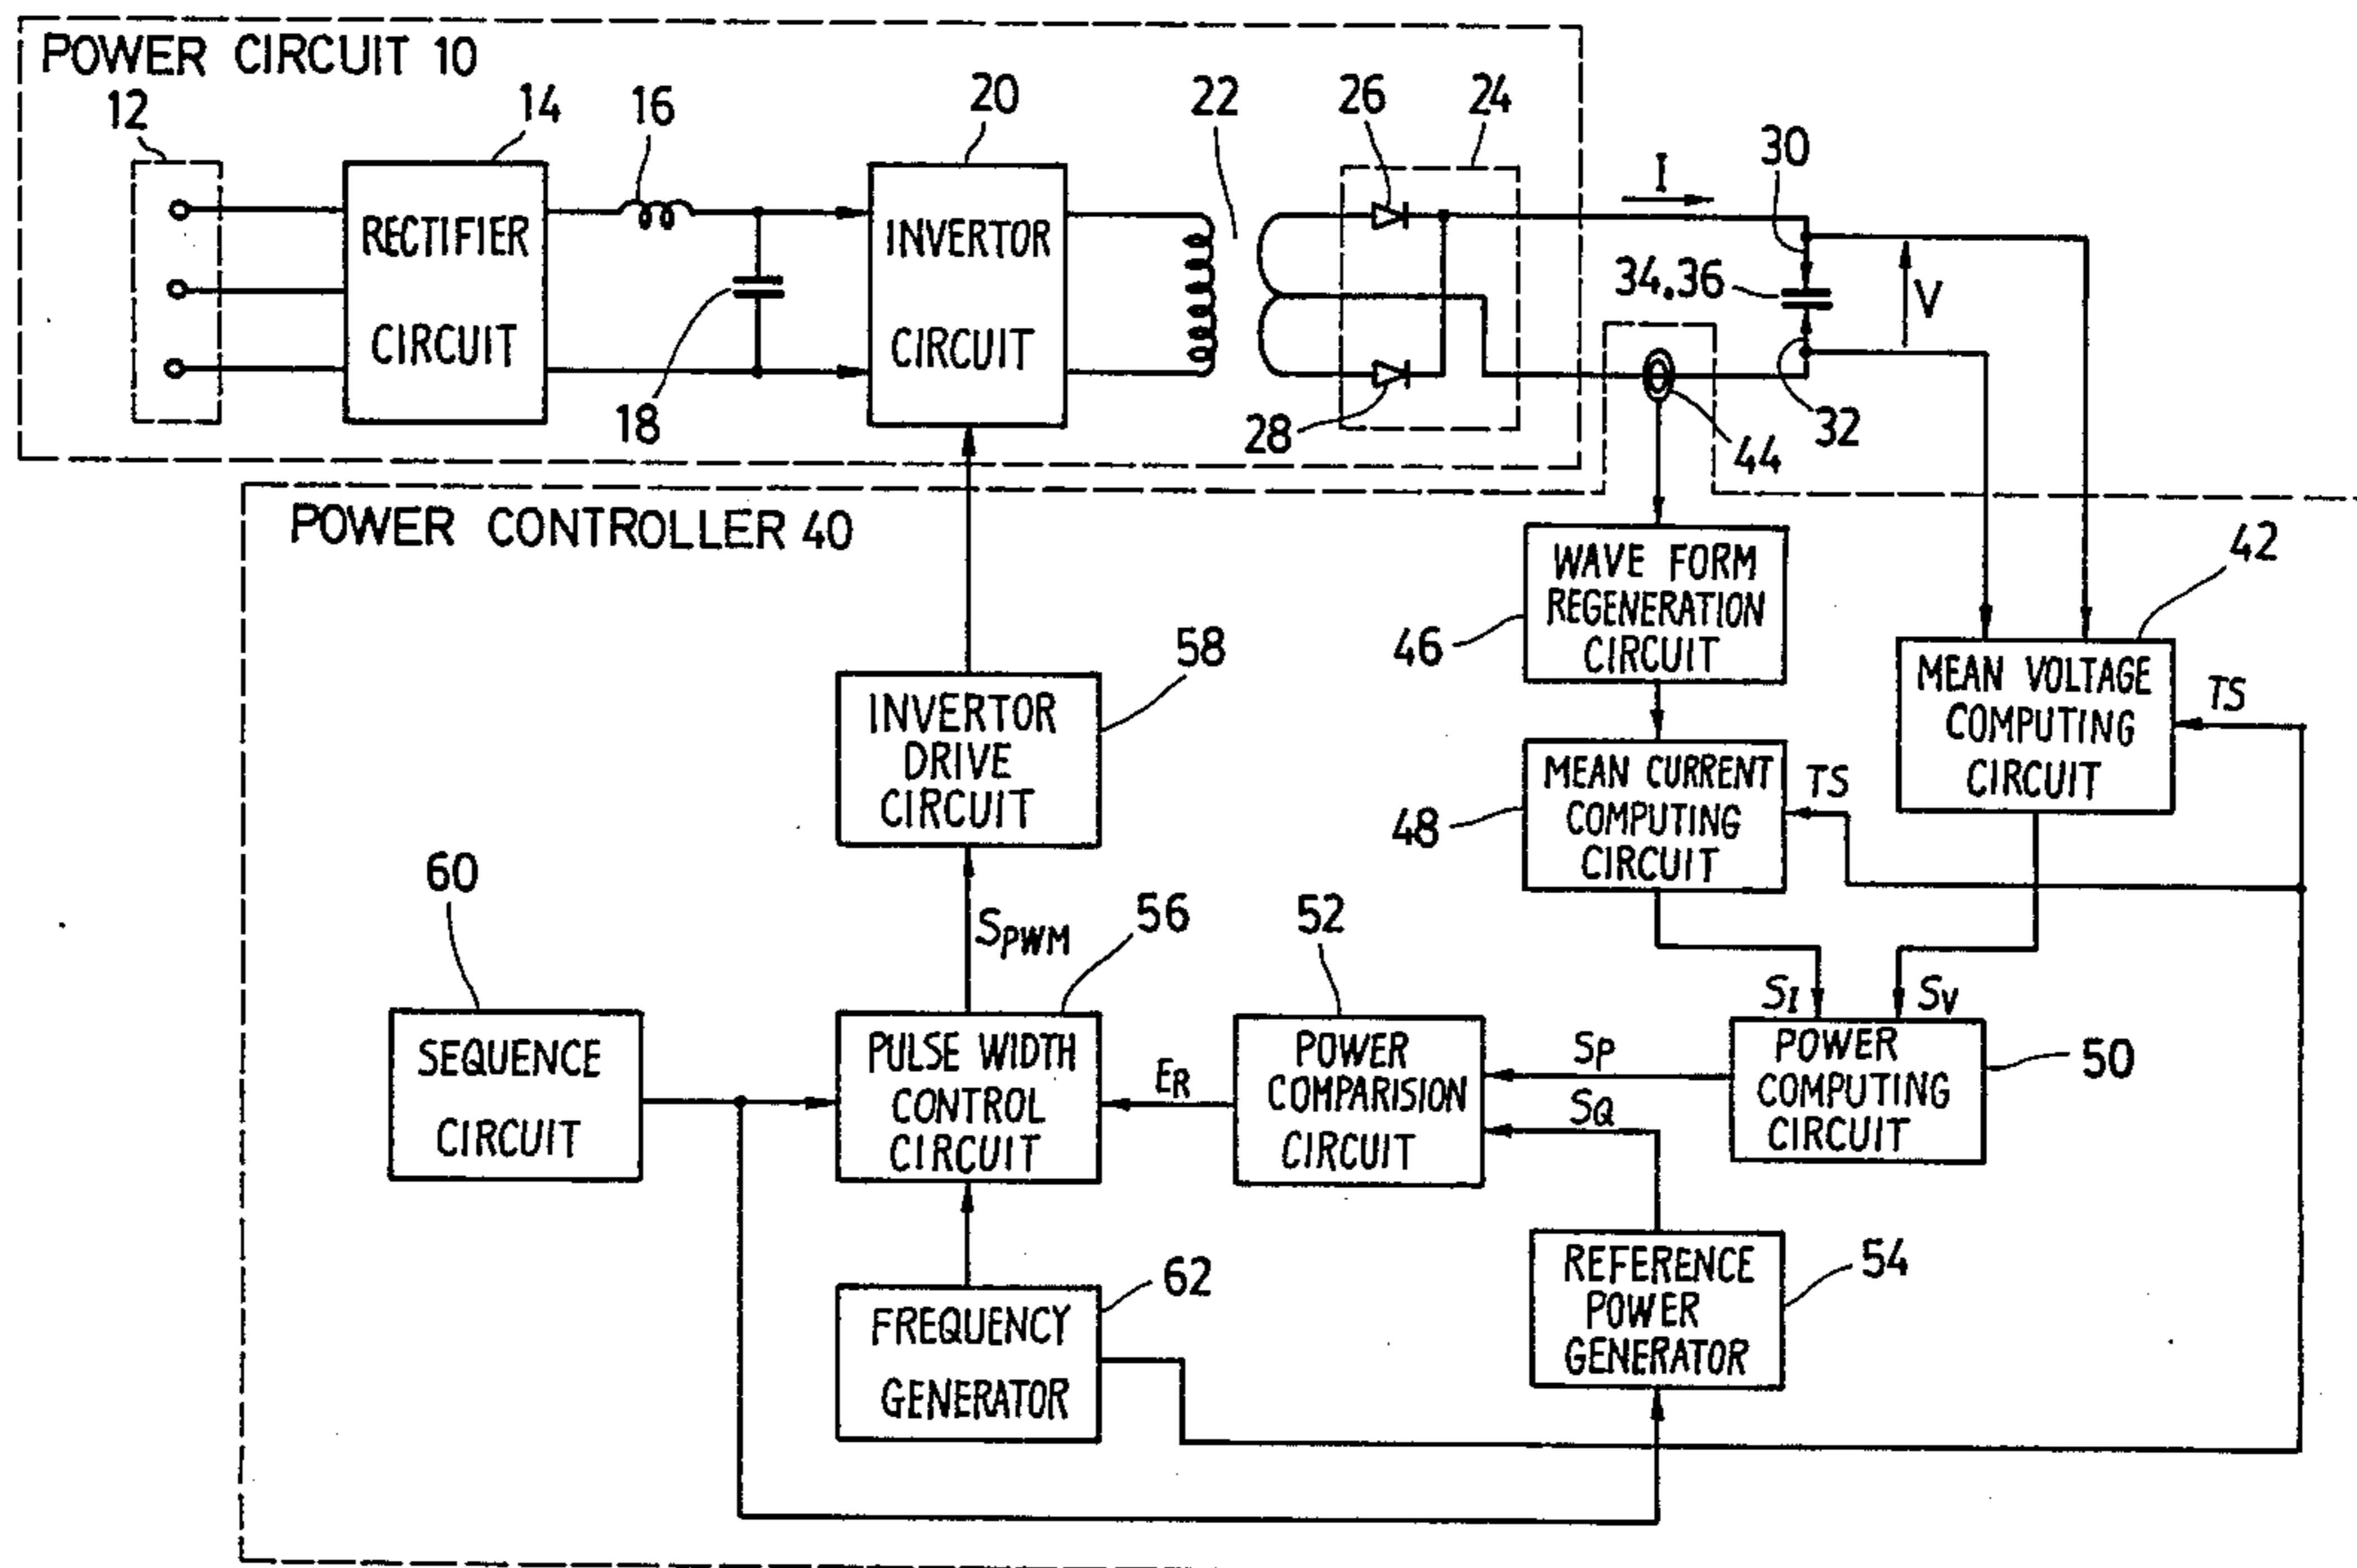 POWER CIRCUIT 10
12
14
16
20
22
26
24
I
30
RECTIFIER
CIRCUIT
18
INVERTOR
CIRCUIT
28
34.36
V
32
44
POWER CONTROLLER 40
WAVE FORM
REGENERATION
CIRCUIT
46
42
MEAN VOLTAGE
COMPUTING
CIRCUIT
TS
58
INVERTOR
DRIVE
CIRCUIT
MEAN CURRENT
COMPUTING
CIRCUIT
48
TS
60
SPWM
56
52
SI
SV
SEQUENCE
CIRCUIT
PULSE WIDTH
CONTROL
CIRCUIT
ER
POWER
COMPARISION
CIRCUIT
SP
SQ
POWER
COMPUTING
CIRCUIT
50
FREQUENCY
GENERATOR
62
REFERENCE
POWER
GENERATOR
54